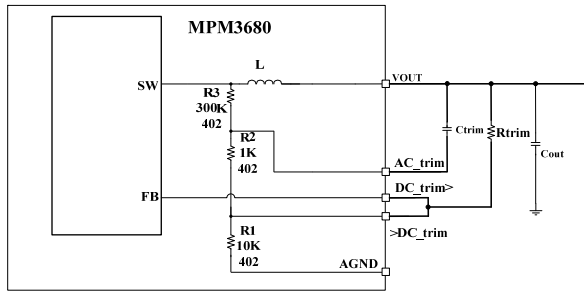 MPM3680
L
SW
VOUT
R3
300K
402
Ctrim
Rtrim
Cout
R2
1K
402
AC_trim
DC_trim>
FB
>DC_trim
R1
10K
402
AGND